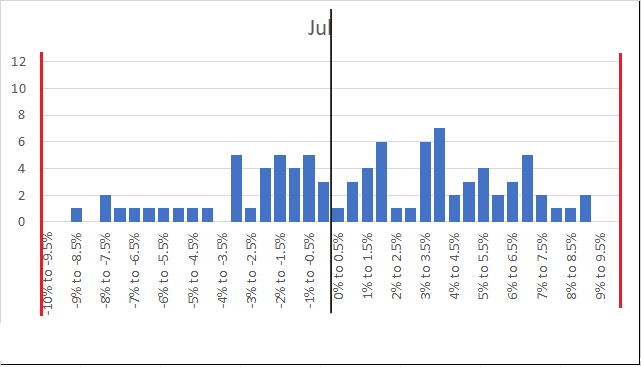 Jul
12
10
8
6
4
2
0
-10% to -9.5%
-9% to -8.5%
-8% to -7.5%
-7% to -6.5%
-6% to -5.5%
-5% to -4.5%
-4% to -3.5%
-3% to -2.5%
-2% to -1.5%
-1% to -0.5%
0% to 0.5%
1% to 1.5%
2% to 2.5%
3% to 3.5%
4% to 4.5%
5% to 5.5%
6% to 6.5%
7% to 7.5%
8% to 8.5%
9% to 9.5%